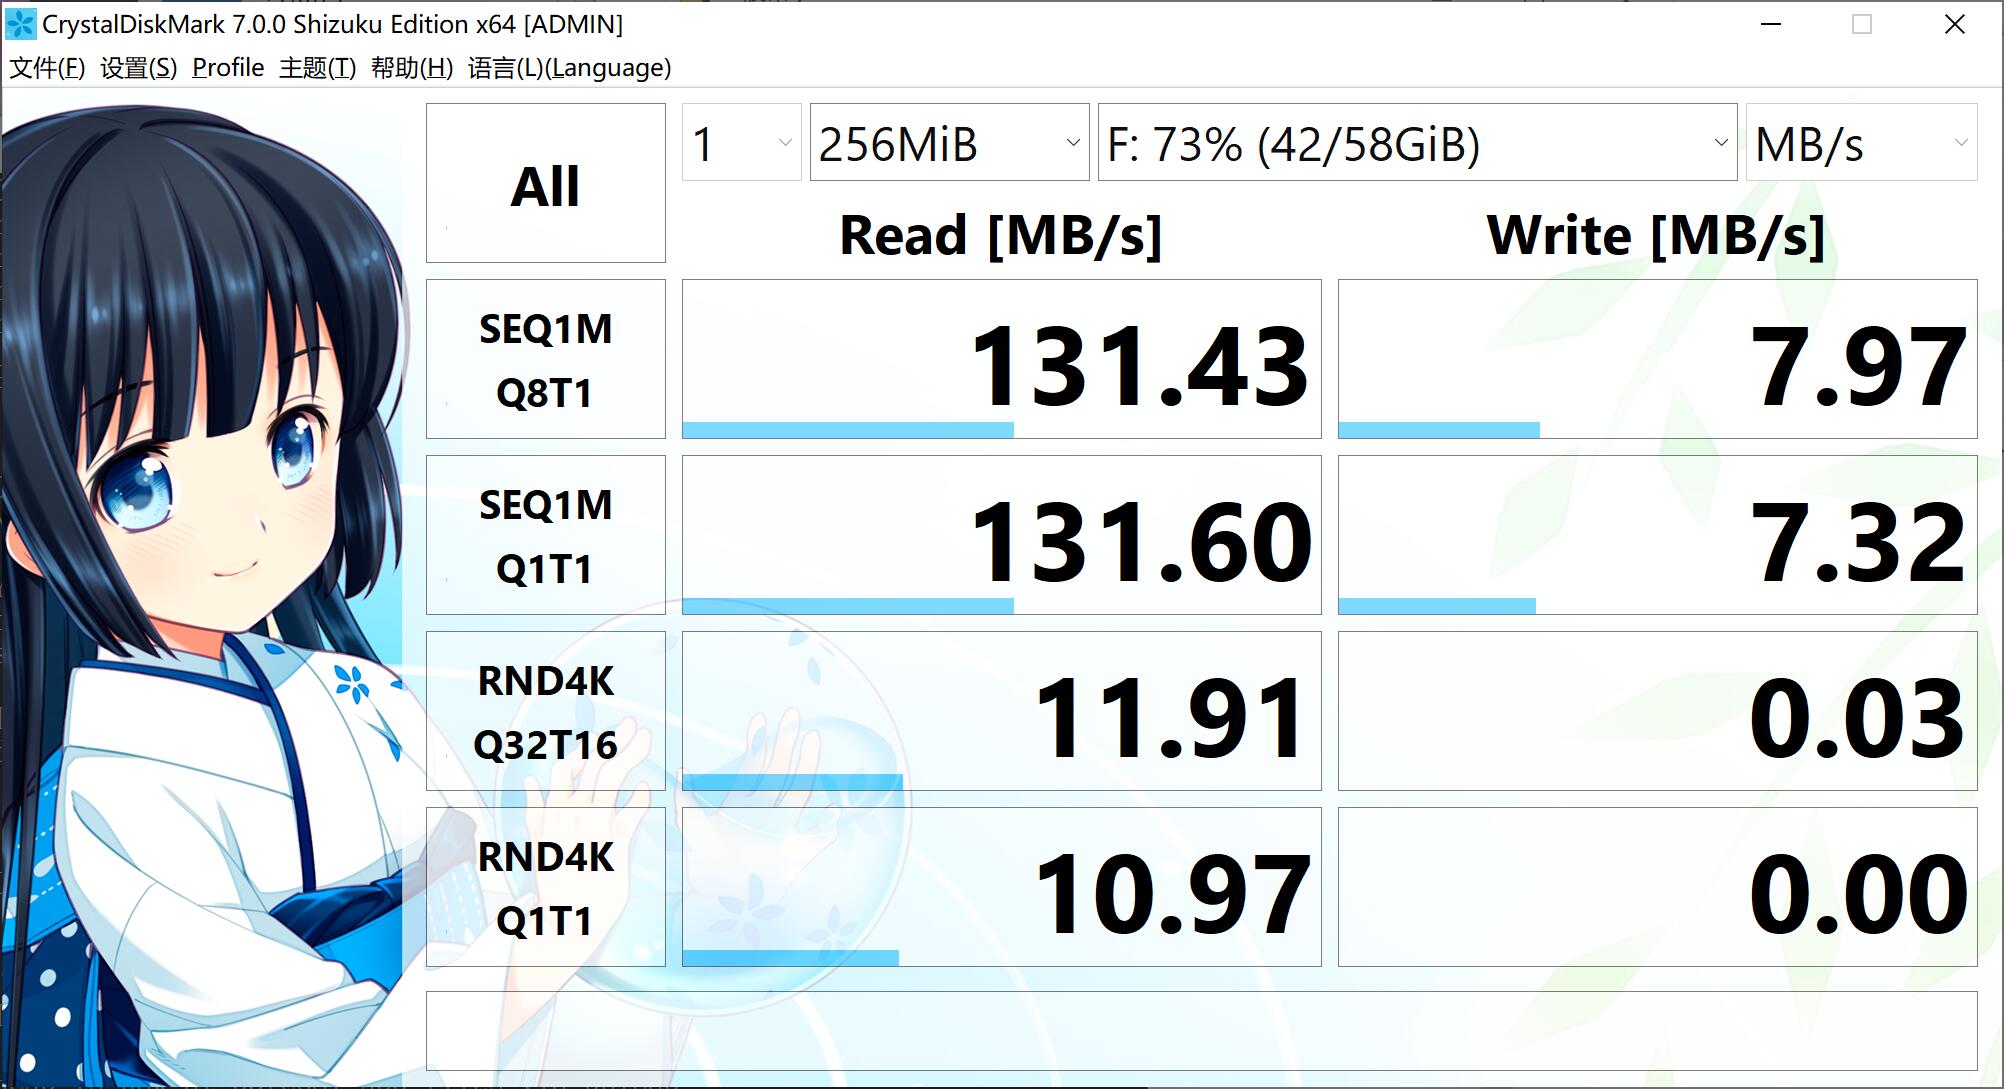 CrystalDiskMark 7.0.0 Shizuku Edition x64 [ADMIN]
文件(F) 设置(S) Profile 主题(T) 帮助(H) 语言(L)(Language)
All
1
256MiB
F: 73% (42/58GiB)
MB/s
Read [MB/s]
Write [MB/s]
SEQ1M
Q8T1
131.43
7.97
SEQ1M
Q1T1
131.60
7.32
RND4K
Q32T16
11.91
0.03
RND4K
Q1T1
10.97
0.00